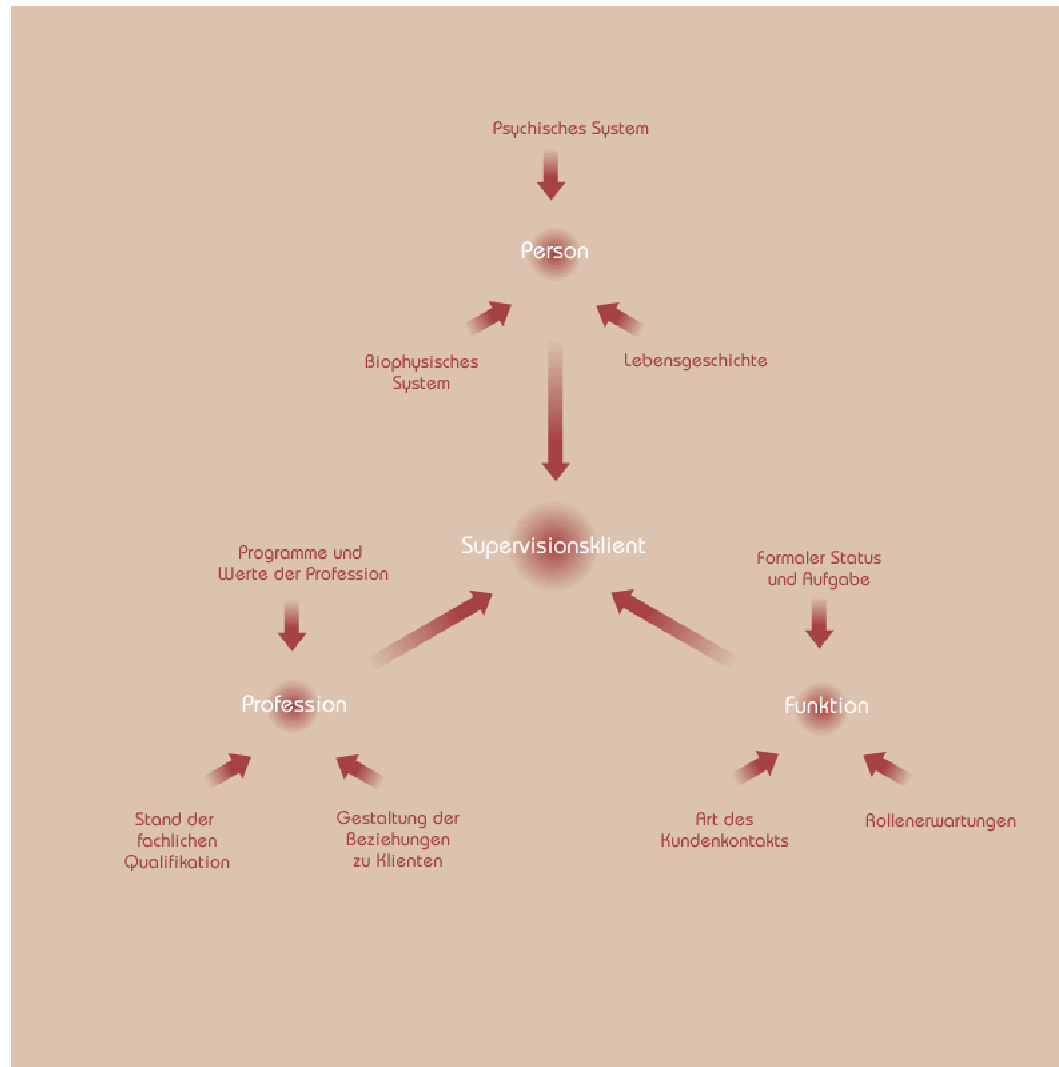 Psychisches System
Person
Biophysisches
System
Lebensgeschichte
Supervisionsklient
Programme und
Werte der Profession
Formaler Status
und Aufgabe
Profession
Funktion
Stand der
fachlichen
Qualifikation
Gestaltung der
Beziehungen
zu Klienten
Art des
Kundenkontakts
Rollenerwartungen